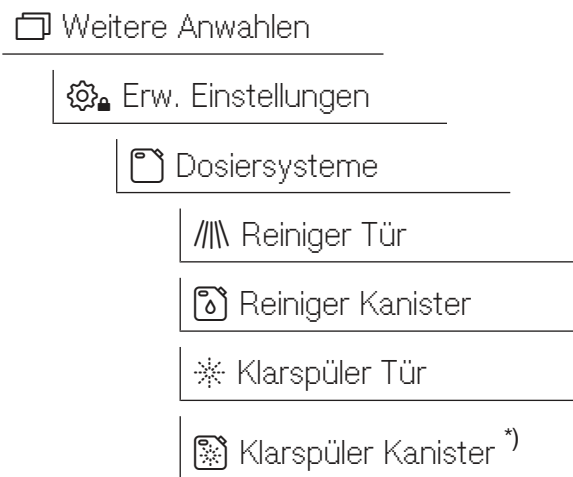 Weitere Anwahlen
Erw. Einstellungen
Dosiersysteme
Reiniger Tür
Reiniger Kanister
Klarspüler Tür
Klarspüler Kanister *)